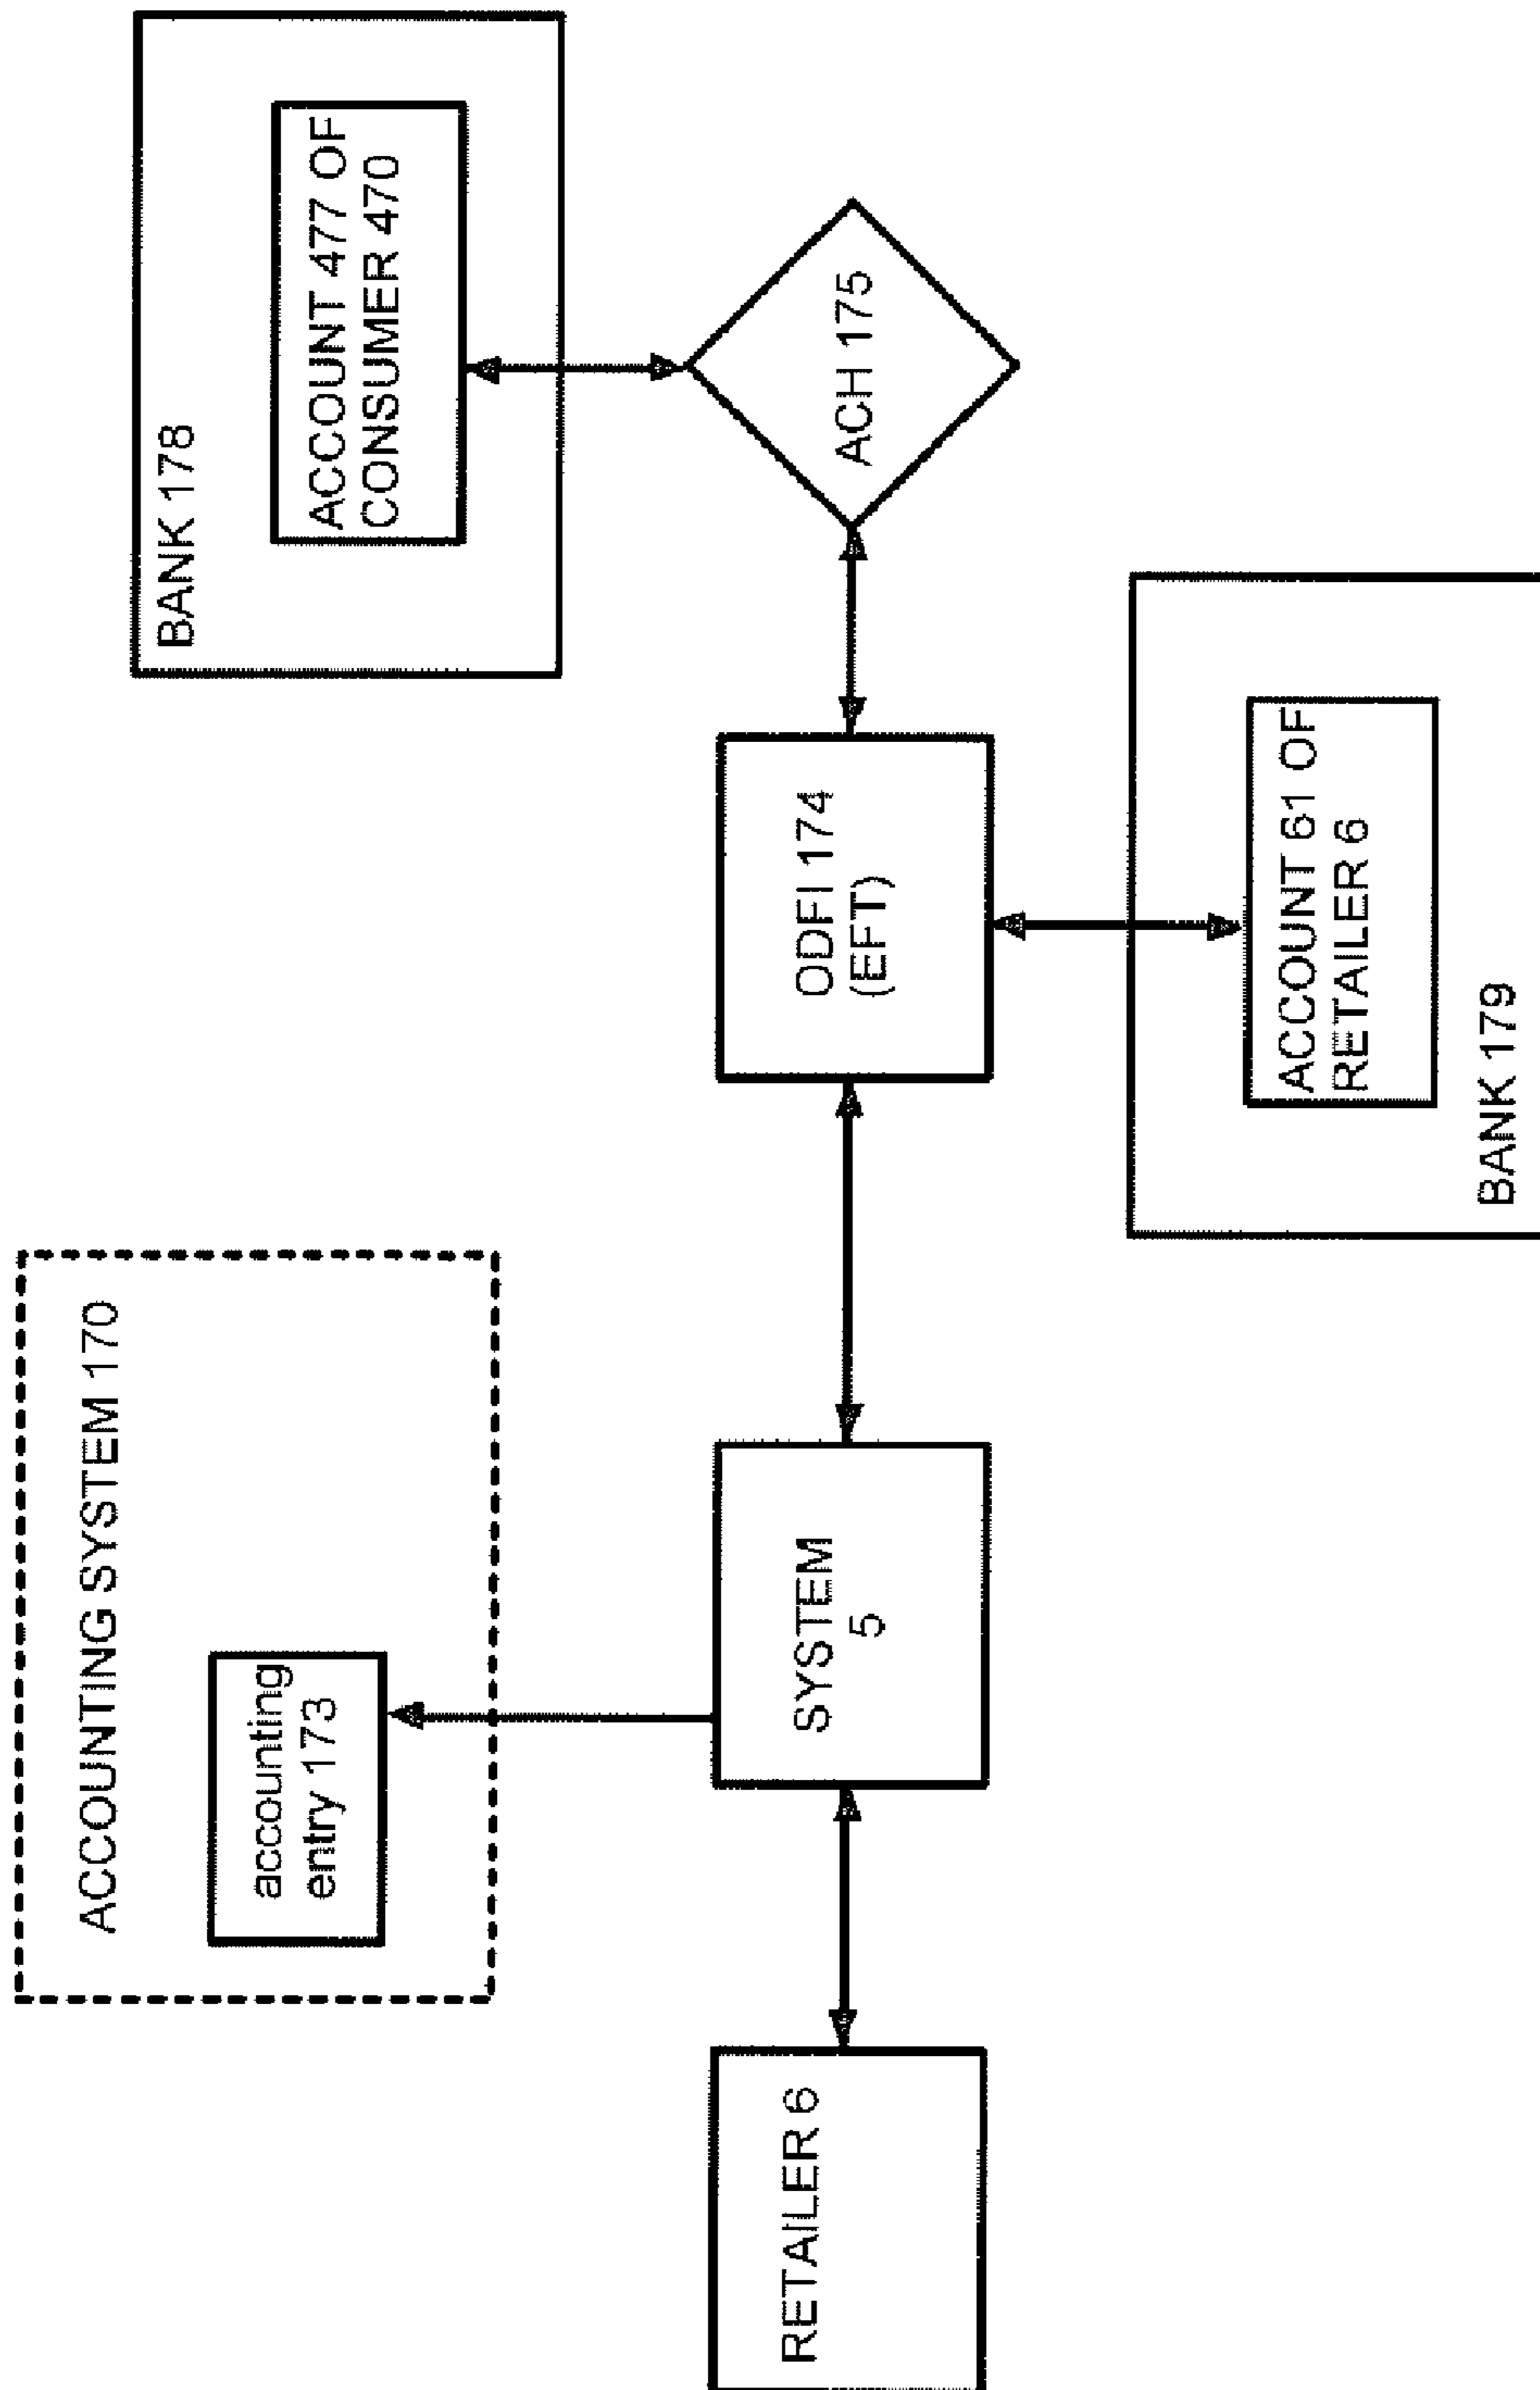 ACCOUNTING SYSTEM 170
accounting
entry 173
BANK 178
ACCOUNT 477 OF
CONSUMER 470
RETAILER 6
SYSTEM
5
ODFI 174
(EFT)
ACH 175
ACCOUNT 61 OF
RETAILER 6
BANK 179